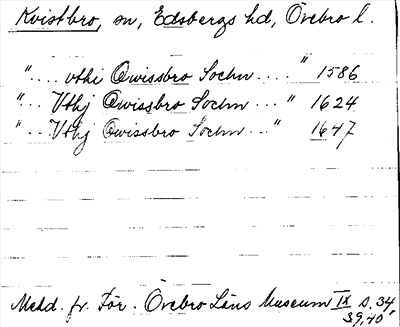 Kvistbro, sn, Edsbergs hd, Örebro l.
"... vthi Qwissbro Sochn ...." 1586
"... Vthj Qwissbro Sochn ..." 1624
"... Vthj Qwissbro Sochn ..." 1647
Medd. fr. För. Örebro Läns Museum IX s. 34,
39, 40